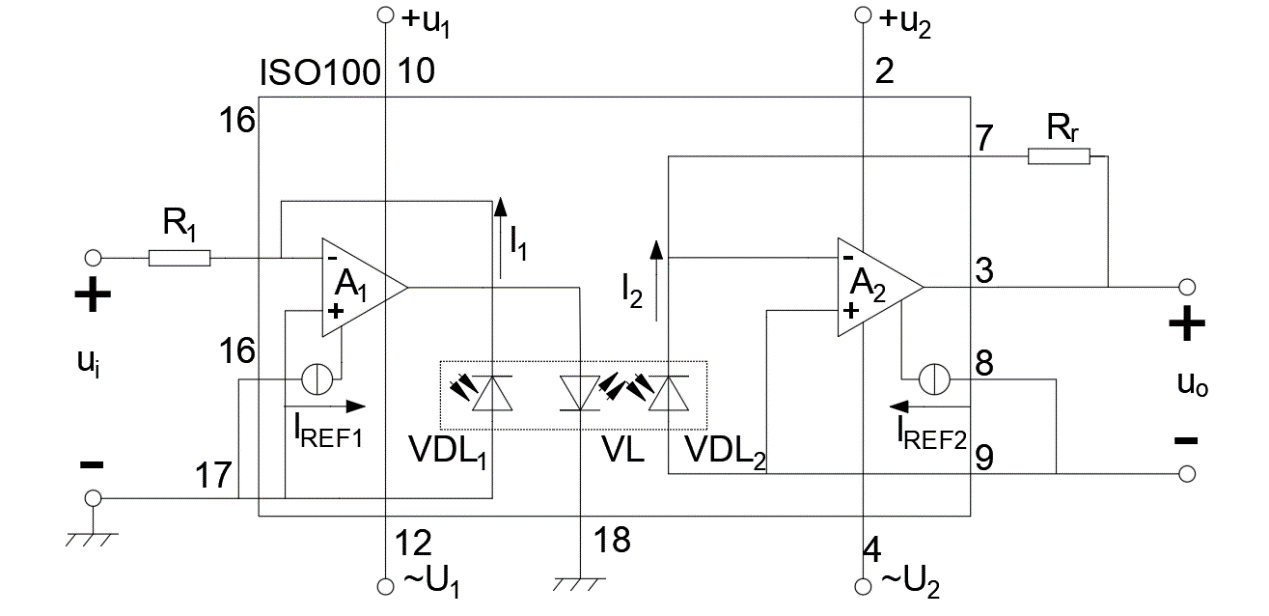 +u1
+u2
ISO100
10
2
16
7
Rr
R1
I1
-
A1
+
-
A2
+
3
I2
+
ui
16
IREF1
8
+
uo
IREF2
VDL1
VL
VDL2
9
-
-
17
12
18
4
~U1
~U2